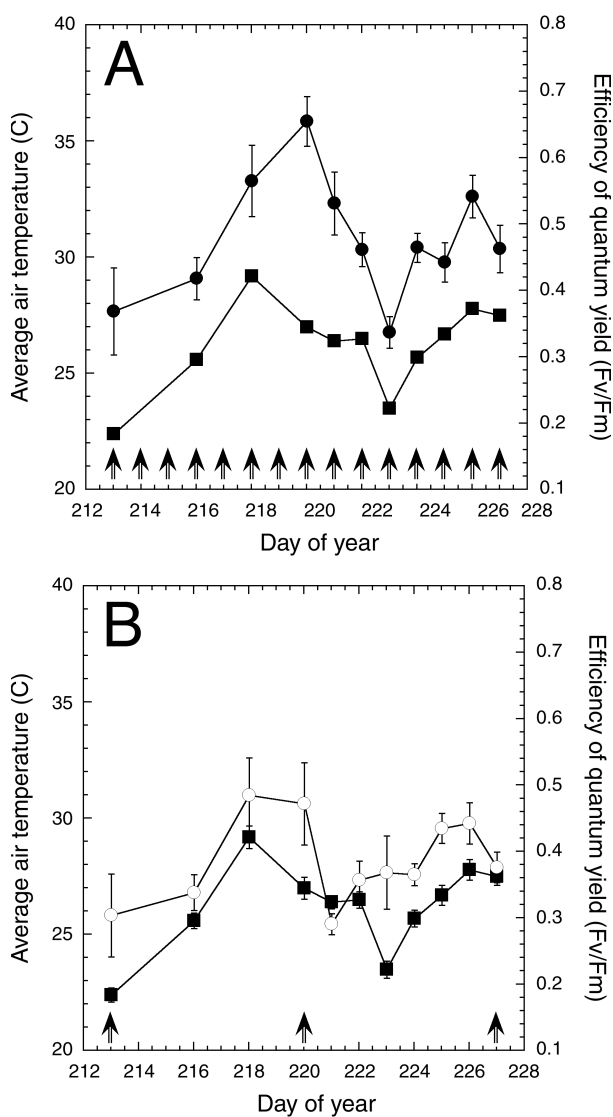 A
40
35
30
25
20
Average air temperature (C)
0.8
0.7
0.6
0.5
0.4
0.3
0.2
0.1
Efficiency of quantum yield (Fv/Fm)
212 214 216 218 220 222 224 226 228
Day of year
B
40
35
30
25
20
Average air temperature (C)
0.8
0.7
0.6
0.5
0.4
0.3
0.2
0.1
Efficiency of quantum yield (Fv/Fm)
212 214 216 218 220 222 224 226 228
Day of year